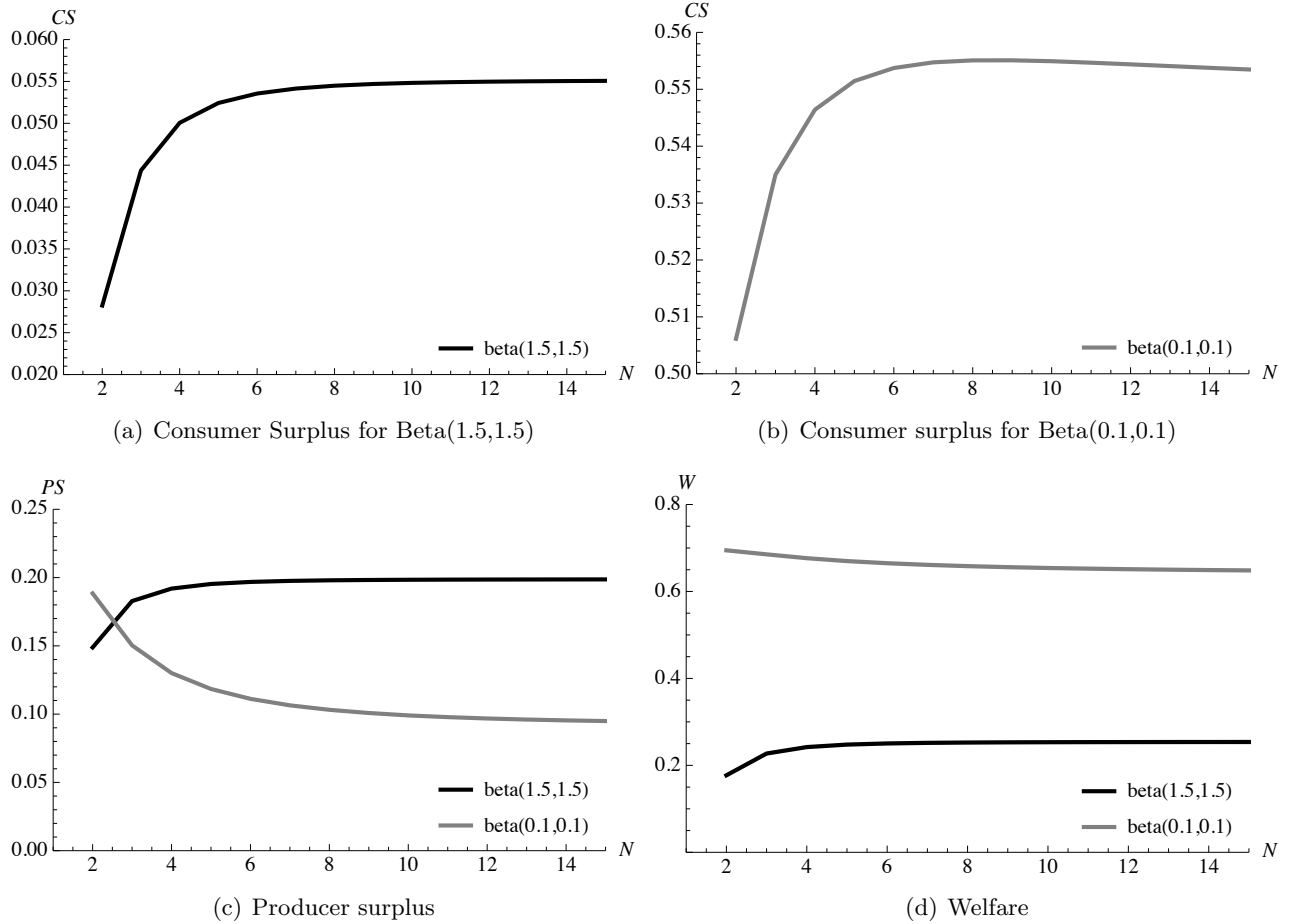 CS
0.060
0.055
0.050
0.045
0.040
0.035
0.030
0.025
0.020
2 4 6 8 10 12 14 N
beta(1.5,1.5)
(a) Consumer Surplus for Beta(1.5,1.5)
CS
0.56
0.55
0.54
0.53
0.52
0.51
0.50
2 4 6 8 10 12 14 N
beta(0.1,0.1)
(b) Consumer surplus for Beta(0.1,0.1)
PS
0.25
0.20
0.15
0.10
0.05
0.00
2 4 6 8 10 12 14 N
beta(1.5,1.5)
beta(0.1,0.1)
(c) Producer surplus
W
0.8
0.6
0.4
0.2
2 4 6 8 10 12 14 N
beta(1.5,1.5)
beta(0.1,0.1)
(d) Welfare